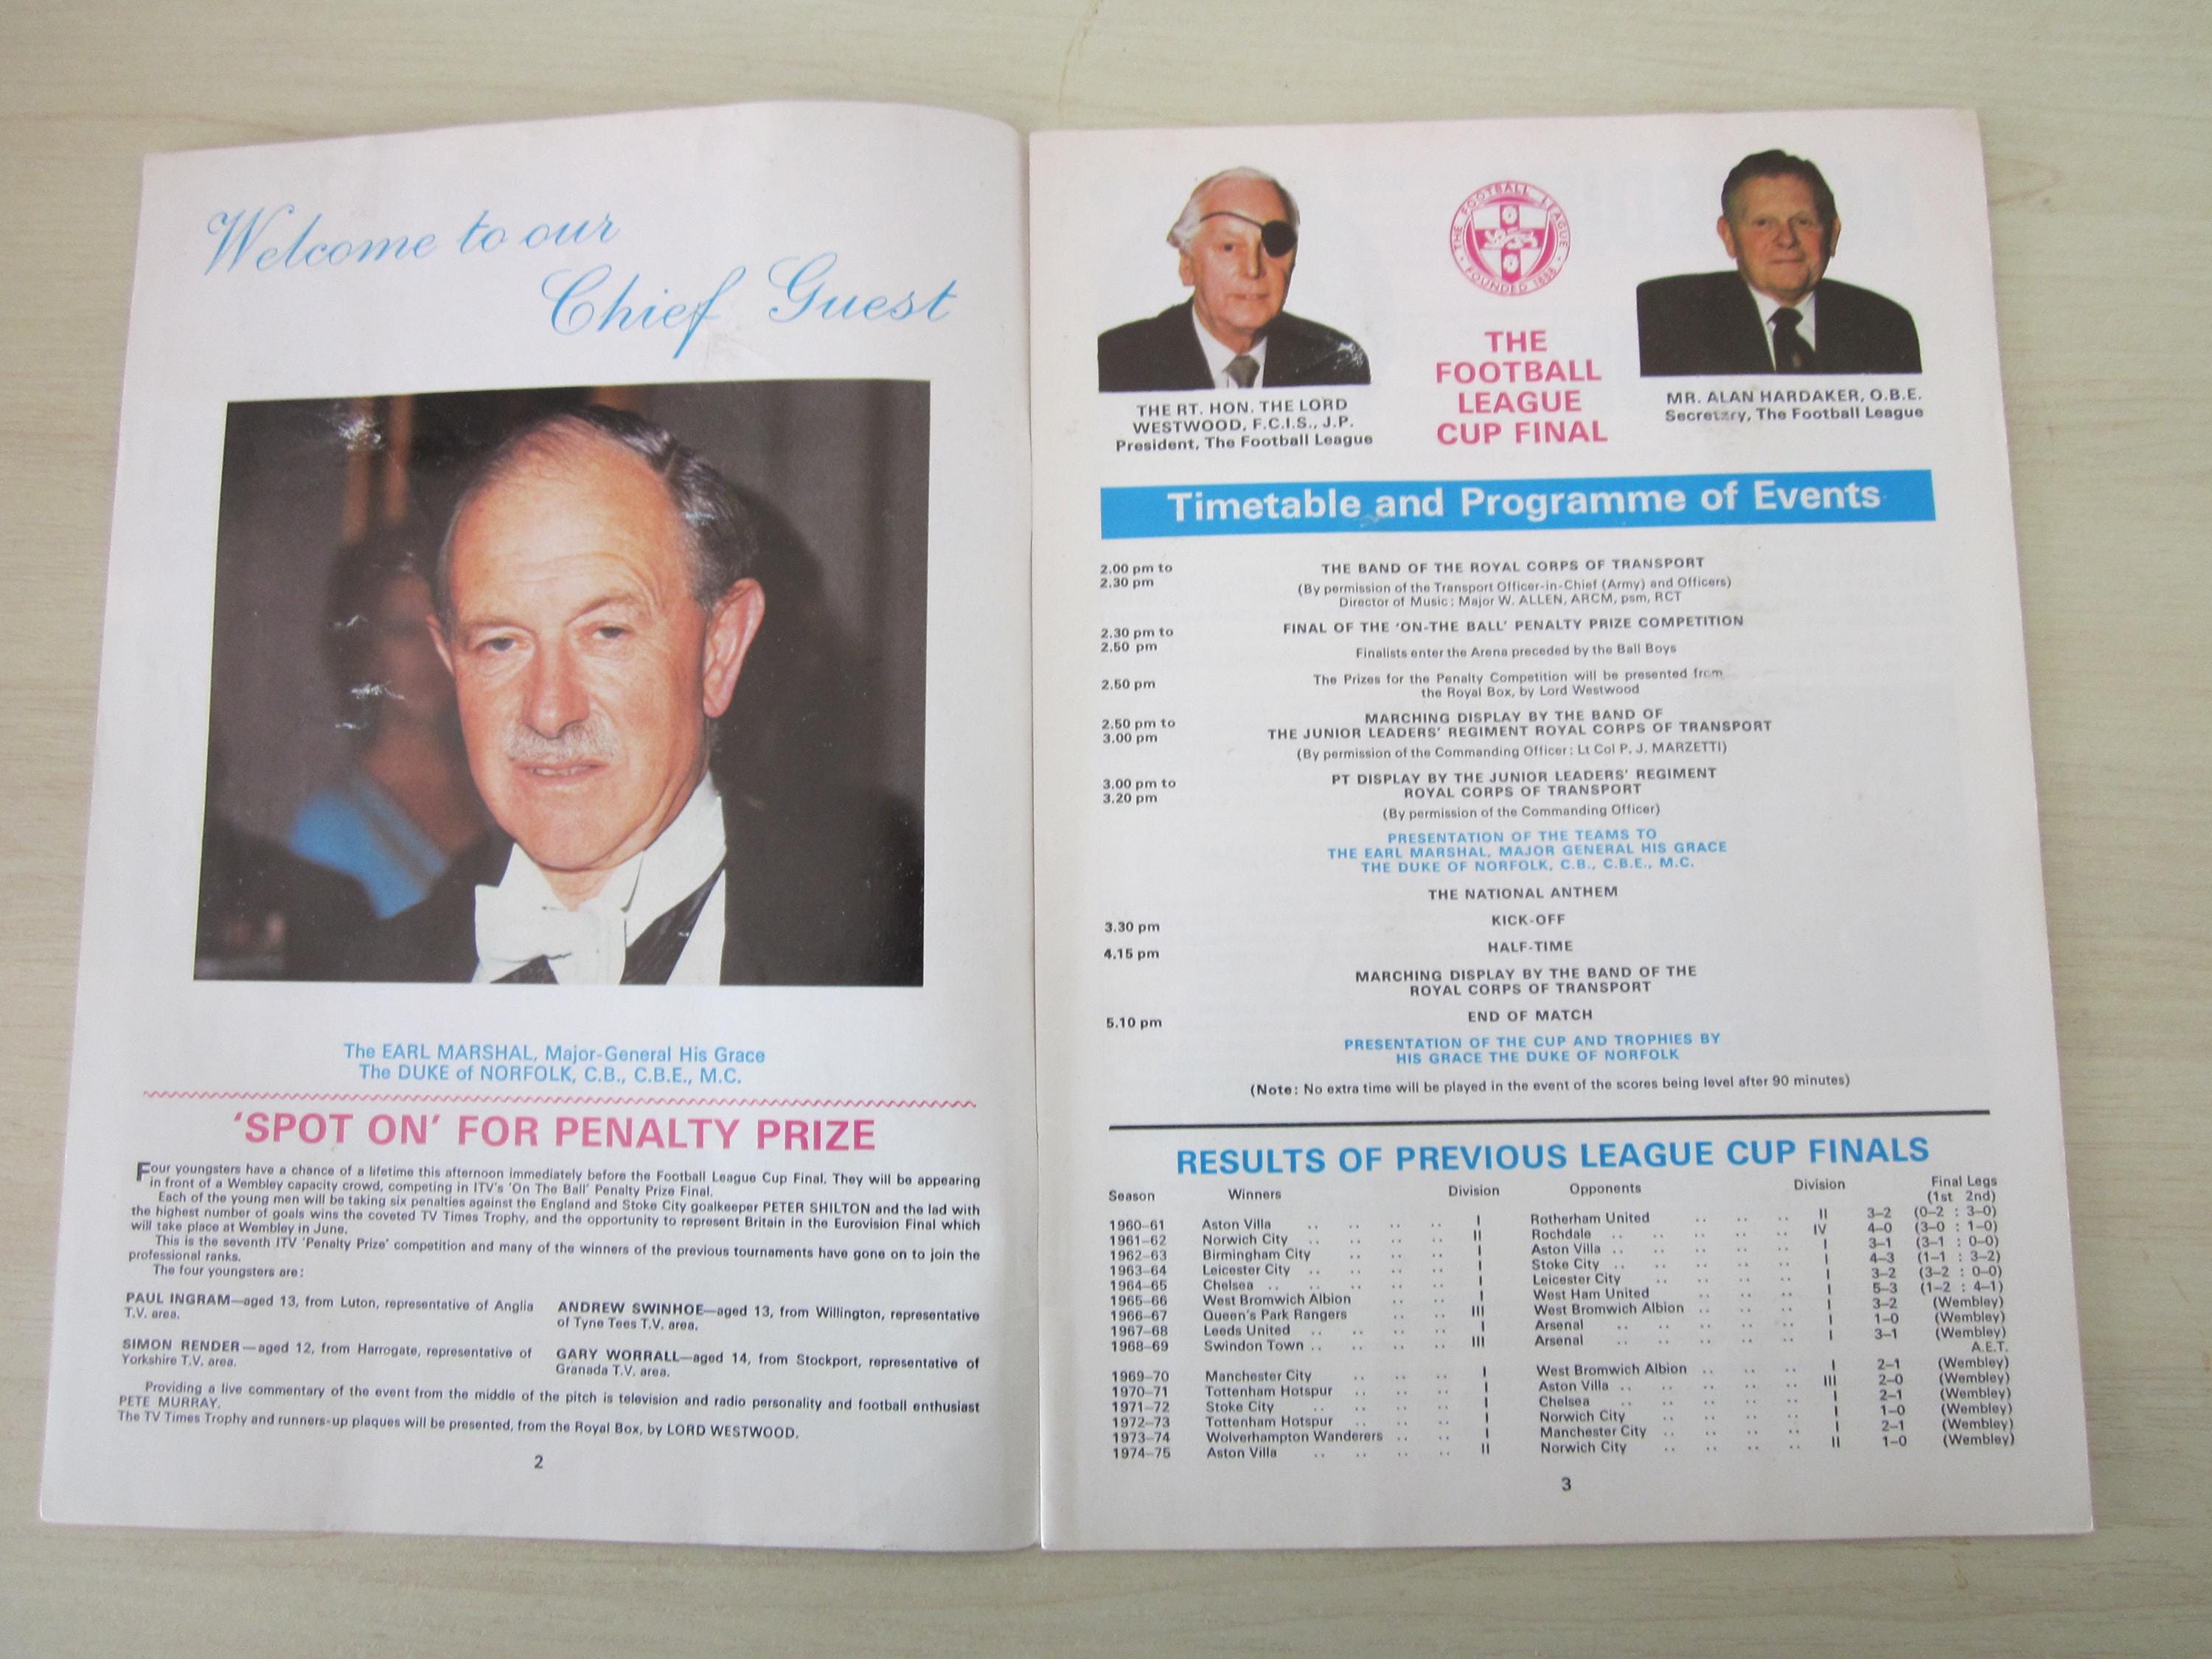 Welcome to our
Chief Guest
The EARL MARSHAL, Major-General His Grace
The DUKE of NORFOLK, C.B., C.B.E., M.C.
'SPOT ON' FOR PENALTY PRIZE
Four youngsters have a chance of a lifetime this afternoon immediately before the Football League Cup Final. They will be appearing
in front of a Wembley capacity crowd, competing in ITV's 'On The Ball' Penalty Prize Final.
Each of the young men will be taking six penalties against the England and Stoke City goalkeeper PETER SHILTON and the lad with
the highest number of goals wins the coveted TV Times Trophy, and the opportunity to represent Britain in the Eurovision Final which
will take place at Wembley in June.
This is the seventh ITV 'Penalty Prize' competition and many of the winners of the previous tournaments have gone on to join the
professional ranks.
The four youngsters are:
PAUL INGRAM—aged 13, from Luton, representative of Anglia
T.V. area.
ANDREW SWINHOE—aged 13, from Willington, representative
of Tyne Tees T.V. area.
SIMON RENDER—aged 12, from Harrogate, representative of
Yorkshire T.V. area.
GARY WORRALL—aged 14, from Stockport, representative of
Granada T.V. area.
Providing a live commentary of the event from the middle of the pitch is television and radio personality and football enthusiast
PETE MURRAY.
The TV Times Trophy and runners-up plaques will be presented, from the Royal Box, by LORD WESTWOOD.
2
THE RT. HON. THE LORD
WESTWOOD, F.C.I.S., J.P.
President, The Football League
THE FOOTBALL LEAGUE
FOUNDED 1888
THE
FOOTBALL
LEAGUE
CUP FINAL
MR. ALAN HARDAKER, O.B.E.
Secretary, The Football League
Timetable and Programme of Events
2.00 pm to THE BAND OF THE ROYAL CORPS OF TRANSPORT
2.30 pm (By permission of the Transport Officer-in-Chief (Army) and Officers)
Director of Music: Major W. ALLEN, ARCM, psm, RCT
2.30 pm to FINAL OF THE 'ON-THE BALL' PENALTY PRIZE COMPETITION
2.50 pm Finalists enter the Arena preceded by the Ball Boys
2.50 pm The Prizes for the Penalty Competition will be presented from
the Royal Box, by Lord Westwood
2.50 pm to MARCHING DISPLAY BY THE BAND OF
3.00 pm THE JUNIOR LEADERS' REGIMENT ROYAL CORPS OF TRANSPORT
(By permission of the Commanding Officer: Lt Col P. J. MARZETTI)
3.00 pm to PT DISPLAY BY THE JUNIOR LEADERS' REGIMENT
3.20 pm ROYAL CORPS OF TRANSPORT
(By permission of the Commanding Officer)
PRESENTATION OF THE TEAMS TO
THE EARL MARSHAL, MAJOR GENERAL HIS GRACE
THE DUKE OF NORFOLK, C.B., C.B.E., M.C.
THE NATIONAL ANTHEM
3.30 pm KICK-OFF
4.15 pm HALF-TIME
MARCHING DISPLAY BY THE BAND OF THE
ROYAL CORPS OF TRANSPORT
5.10 pm END OF MATCH
PRESENTATION OF THE CUP AND TROPHIES BY
HIS GRACE THE DUKE OF NORFOLK
(Note: No extra time will be played in the event of the scores being level after 90 minutes)
RESULTS OF PREVIOUS LEAGUE CUP FINALS
Season Winners Division Opponents Division Final Legs
(1st 2nd)
1960–61 Aston Villa .. .. .. .. I Rotherham United .. .. .. II 3–2 (0–2 : 3–0)
1961–62 Norwich City .. .. .. .. II Rochdale .. .. .. .. IV 4–0 (3–0 : 1–0)
1962–63 Birmingham City .. .. .. I Aston Villa .. .. .. .. I 3–1 (3–1 : 0–0)
1963–64 Leicester City .. .. .. .. I Stoke City .. .. .. .. I 4–3 (1–1 : 3–2)
1964–65 Chelsea .. .. .. .. I Leicester City .. .. .. I 3–2 (3–2 : 0–0)
1965–66 West Bromwich Albion .. .. I West Ham United .. .. .. I 5–3 (1–2 : 4–1)
1966–67 Queen's Park Rangers .. .. III West Bromwich Albion .. .. .. I 3–2 (Wembley)
1967–68 Leeds United .. .. .. .. I Arsenal .. .. .. .. I 1–0 (Wembley)
1968–69 Swindon Town .. .. .. .. III Arsenal .. .. .. .. I 3–1 (Wembley)
A.E.T.
1969–70 Manchester City .. .. .. I West Bromwich Albion .. .. .. I 2–1 (Wembley)
1970–71 Tottenham Hotspur .. .. .. I Aston Villa .. .. .. .. III 2–0 (Wembley)
1971–72 Stoke City .. .. .. .. I Chelsea .. .. .. .. I 2–1 (Wembley)
1972–73 Tottenham Hotspur .. .. .. I Norwich City .. .. .. I 1–0 (Wembley)
1973–74 Wolverhampton Wanderers .. .. I Manchester City .. .. .. I 2–1 (Wembley)
1974–75 Aston Villa .. .. .. .. II Norwich City .. .. .. .. II 1–0 (Wembley)
3